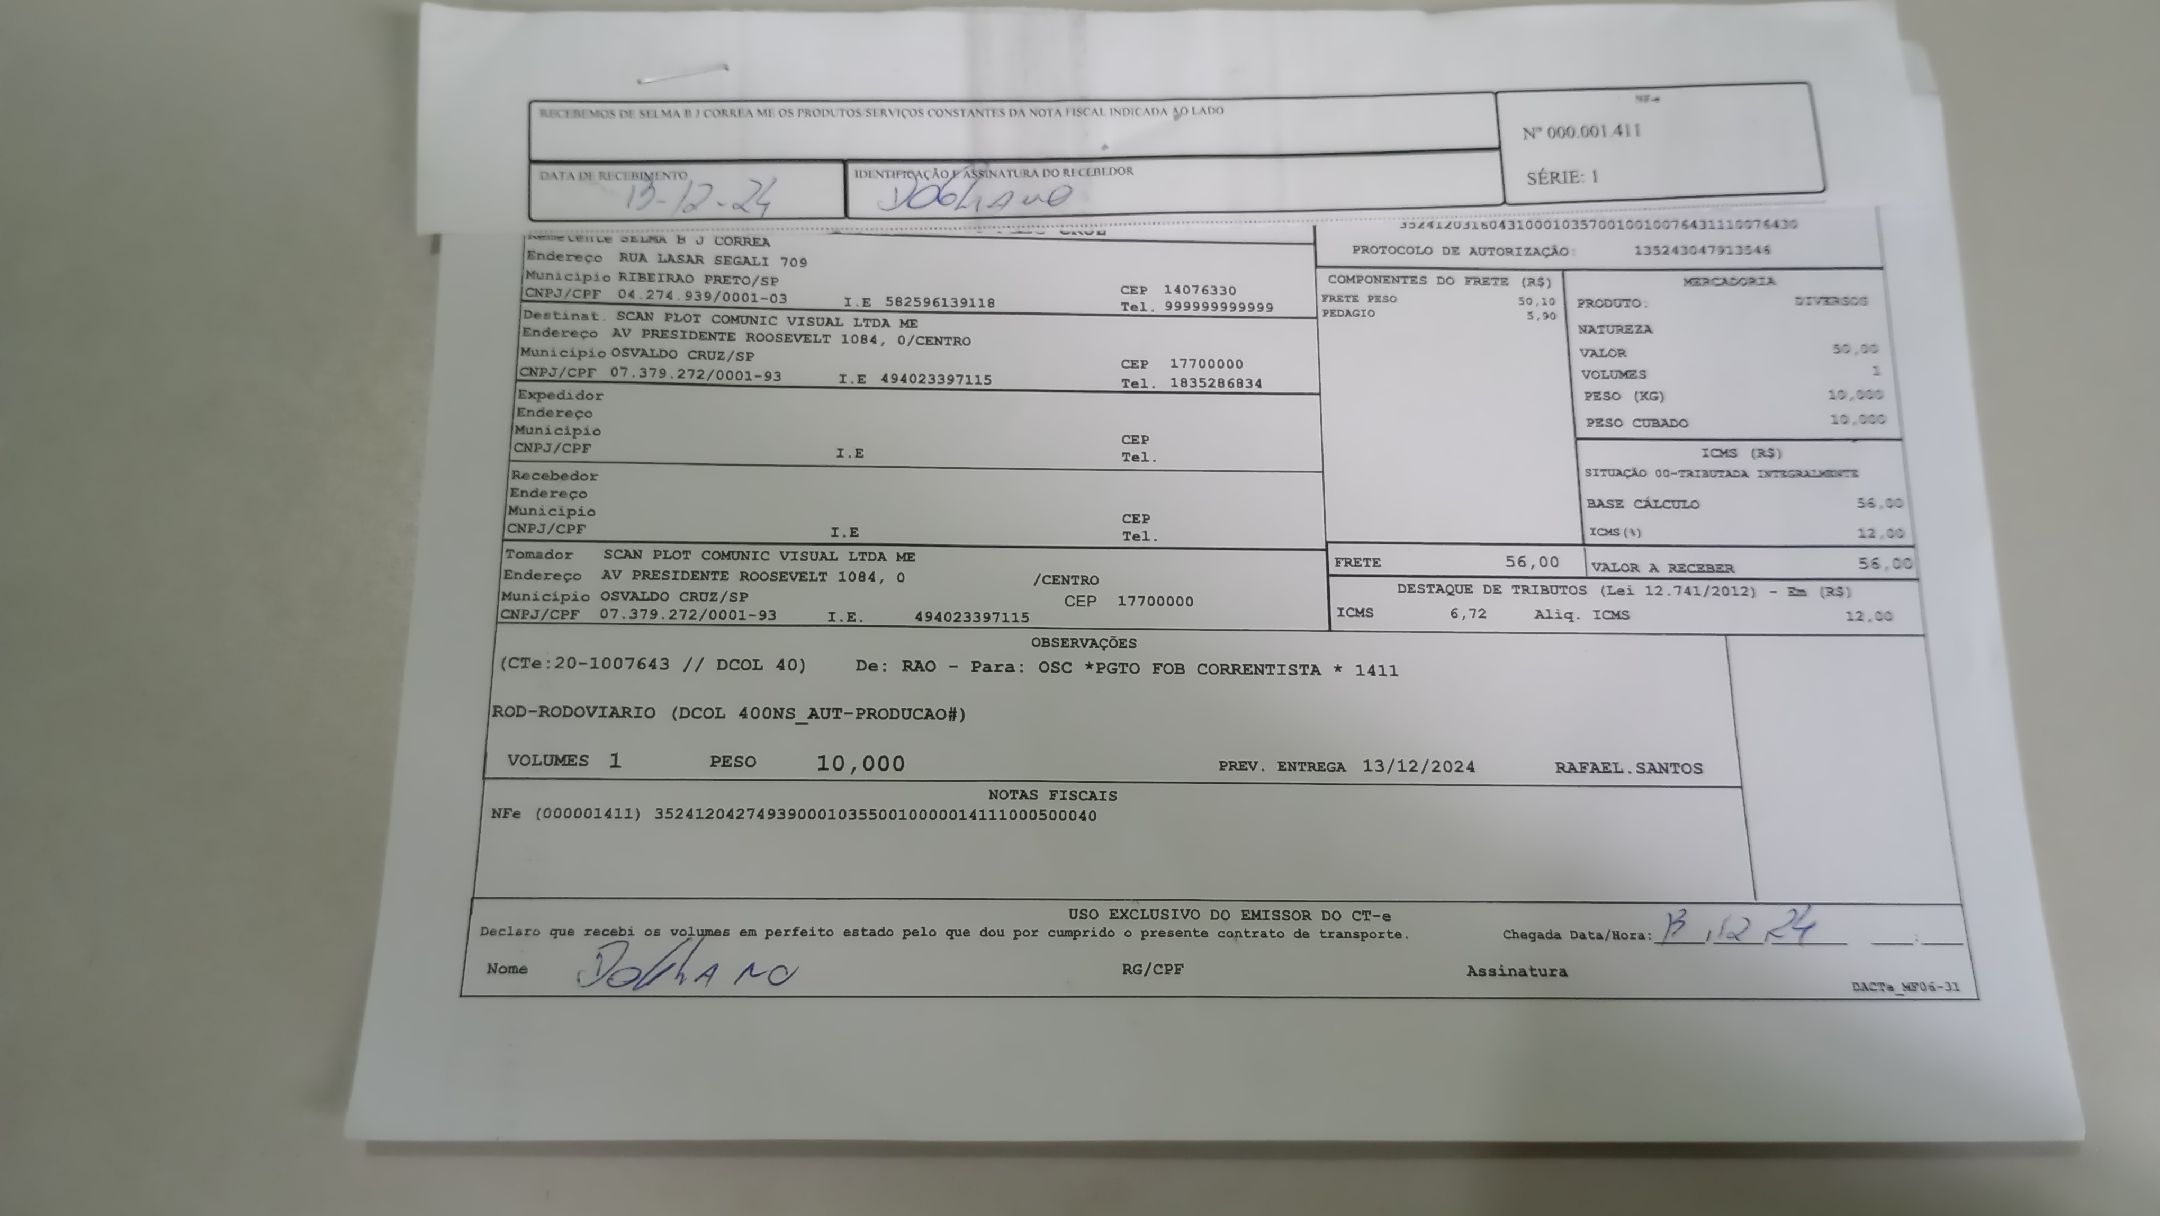 RECEBEMOS DE SELMA B J CORREA ME OS PRODUTOS/SERVIÇOS CONSTANTES DA NOTA FISCAL INDICADA AO LADO
NF-e
Nº 000.001.411
SÉRIE: 1
DATA DE RECEBIMENTO
13-12-24
IDENTIFICAÇÃO E ASSINATURA DO RECEBEDOR
Remetente SELMA B J CORREA
Endereço RUA LASAR SEGALI 709
Município RIBEIRAO PRETO/SP
CEP 14076330
CNPJ/CPF 04.274.939/0001-03 I.E 582596139118 Tel. 999999999999
Destinat. SCAN PLOT COMUNIC VISUAL LTDA ME
Endereço AV PRESIDENTE ROOSEVELT 1084, 0/CENTRO
Município OSVALDO CRUZ/SP CEP 17700000
CNPJ/CPF 07.379.272/0001-93 I.E 494023397115 Tel. 1835286834
Expedidor
Endereço
Município CEP
CNPJ/CPF I.E Tel.
Recebedor
Endereço
Município CEP
CNPJ/CPF I.E Tel.
Tomador SCAN PLOT COMUNIC VISUAL LTDA ME
Endereço AV PRESIDENTE ROOSEVELT 1084, 0 /CENTRO
Município OSVALDO CRUZ/SP CEP 17700000
CNPJ/CPF 07.379.272/0001-93 I.E. 494023397115
PROTOCOLO DE AUTORIZAÇÃO: 135243047913546
COMPONENTES DO FRETE (R$)
FRETE PESO 50,10
PEDAGIO 5,90
MERCADORIA
PRODUTO: DIVERSOS
NATUREZA
VALOR 50,00
VOLUMES 1
PESO (KG) 10,000
PESO CUBADO 10,000
ICMS (R$)
SITUAÇÃO 00-TRIBUTADA INTEGRALMENTE
BASE CÁLCULO 56,00
ICMS(%) 12,00
FRETE 56,00
VALOR A RECEBER 56,00
DESTAQUE DE TRIBUTOS (Lei 12.741/2012) - Em (R$)
ICMS 6,72 Aliq. ICMS 12,00
OBSERVAÇÕES
(CTe:20-1007643 // DCOL 40) De: RAO - Para: OSC *PGTO FOB CORRENTISTA * 1411
ROD-RODOVIARIO (DCOL 400NS_AUT-PRODUCAO#)
VOLUMES 1 PESO 10,000 PREV. ENTREGA 13/12/2024 RAFAEL.SANTOS
NOTAS FISCAIS
NFe (000001411) 35241204274939000103550010000014111000500040
USO EXCLUSIVO DO EMISSOR DO CT-e
Declaro que recebi os volumes em perfeito estado pelo que dou por cumprido o presente contrato de transporte. Chegada Data/Hora: 13,12 24 :
Nome RG/CPF Assinatura
DACTe_MF06-31